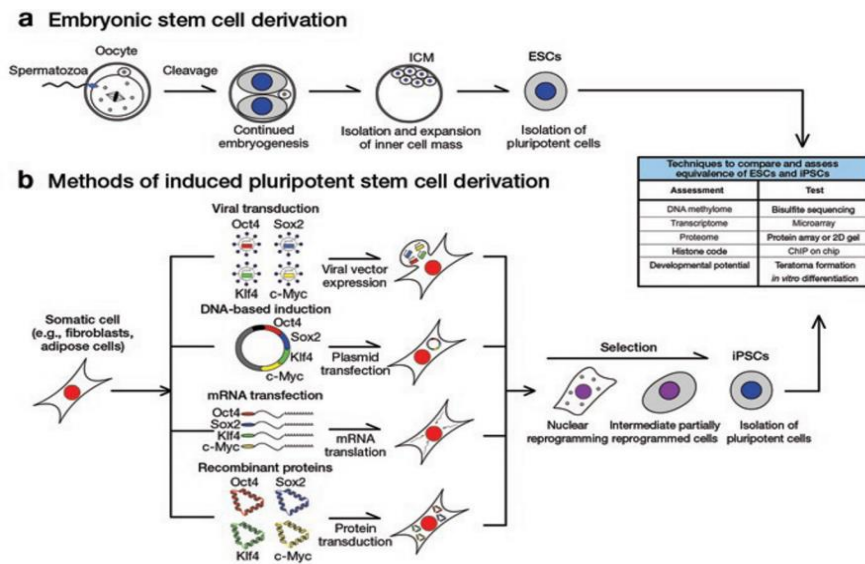 a Embryonic stem cell derivation
Oocyte
Spermatozoa
Cleavage
Continued
embryogenesis
ICM
Isolation and expansion
of inner cell mass
ESCs
Isolation of
pluripotent cells
Techniques to compare and assess
equivalence of ESCs and iPSCs
Assessment Test
DNA methylome Bisulfite sequencing
Transcriptome Microarray
Proteome Protein array or 2D gel
Histone code ChIP on chip
Developmental potential Teratoma formation
in vitro differentiation
b Methods of induced pluripotent stem cell derivation
Somatic cell
(e.g., fibroblasts,
adipose cells)
Viral transduction
Oct4 Sox2
Klf4 c-Myc
Viral vector
expression
DNA-based induction
Oct4
Sox2
Klf4
c-Myc
Plasmid
transfection
mRNA transfection
Oct4
Sox2
Klf4
c-Myc
mRNA
translation
Recombinant proteins
Oct4 Sox2
Klf4 c-Myc
Protein
transduction
Selection
iPSCs
Nuclear
reprogramming
Intermediate partially
reprogrammed cells
Isolation of
pluripotent cells